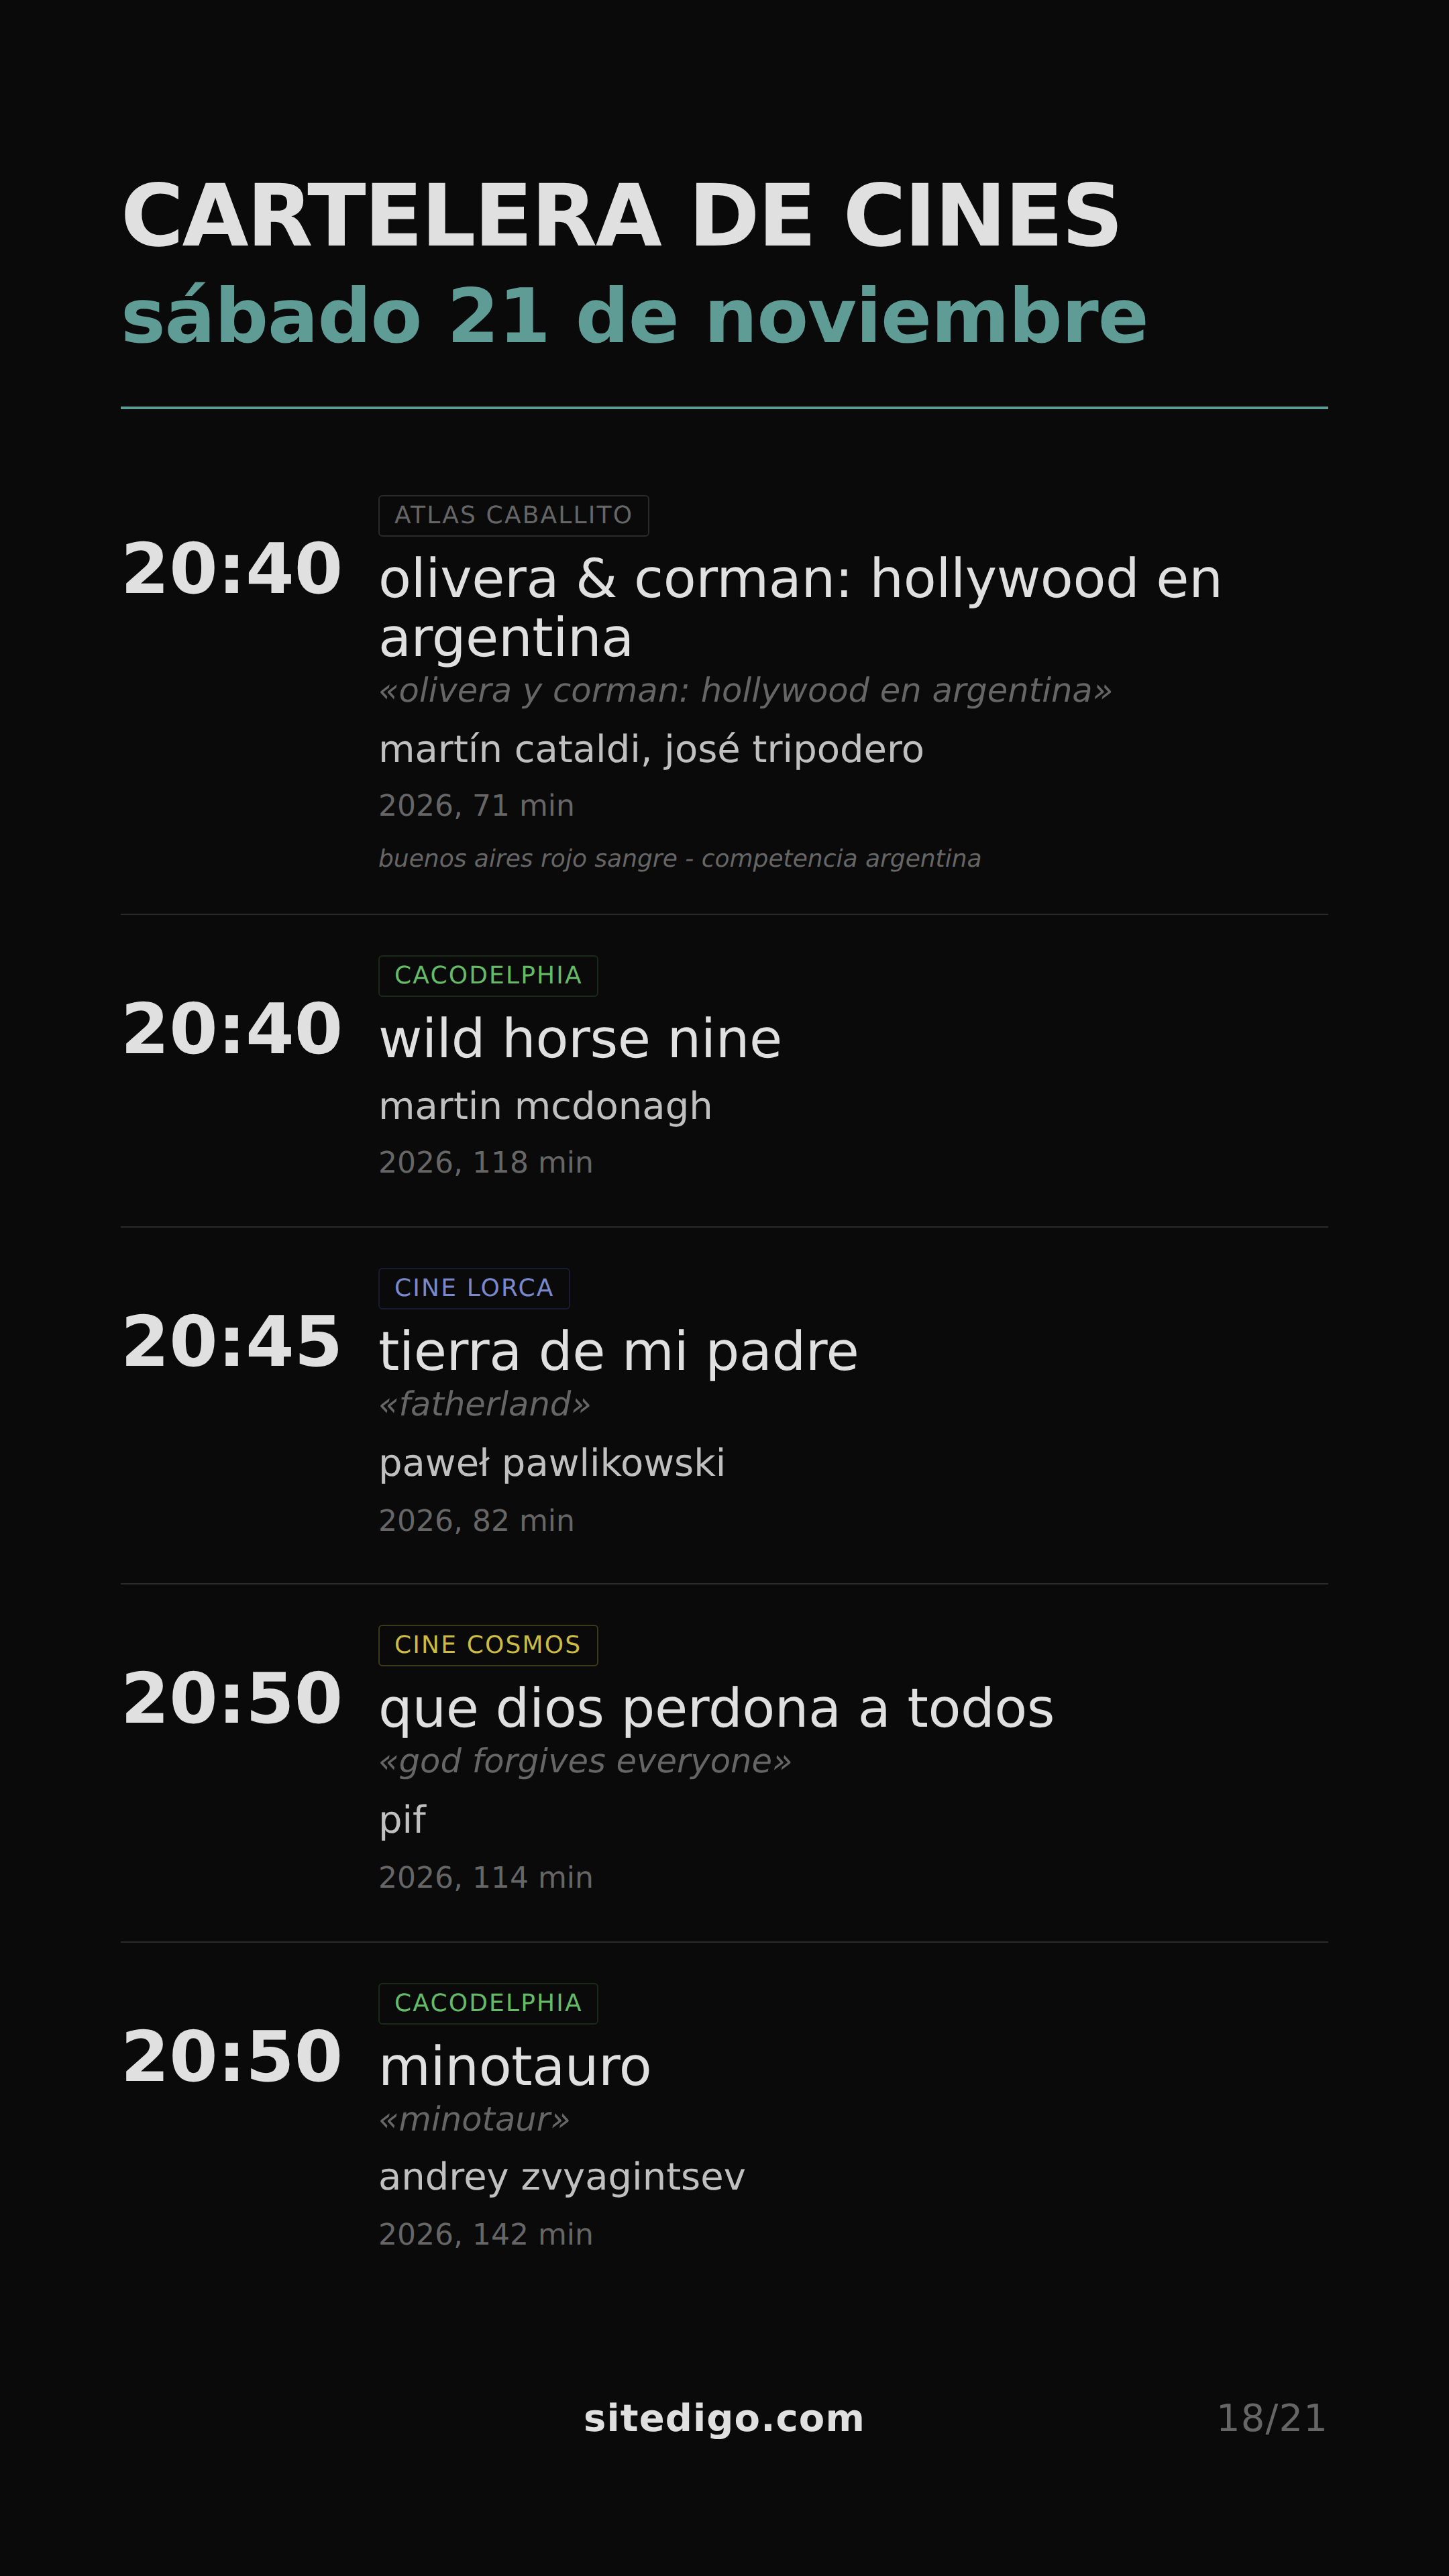 CARTELERA DE CINES
sábado 21 de noviembre
ATLAS CABALLITO
20:40
olivera & corman: hollywood en
argentina
«olivera y corman: hollywood en argentina»
martín cataldi, josé tripodero
2026, 71 min
buenos aires rojo sangre - competencia argentina
CACODELPHIA
20:40
wild horse nine
martin mcdonagh
2026, 118 min
CINE LORCA
20:45
tierra de mi padre
«fatherland»
paweł pawlikowski
2026, 82 min
CINE COSMOS
20:50
que dios perdona a todos
«god forgives everyone»
pif
2026, 114 min
CACODELPHIA
20:50
minotauro
«minotaur»
andrey zvyagintsev
2026, 142 min
sitedigo.com
18/21